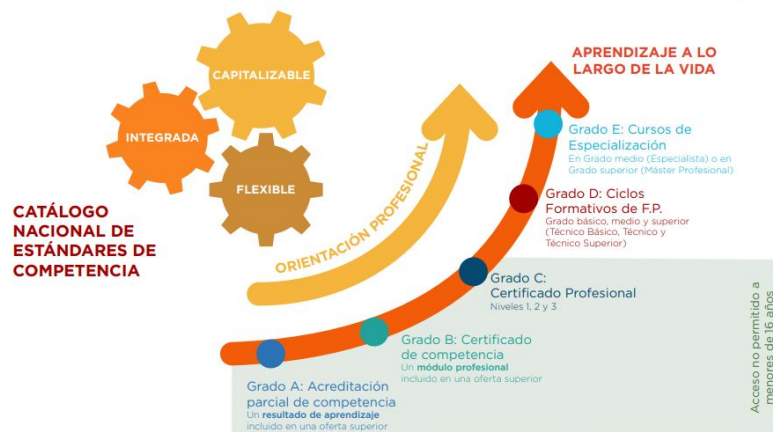 CAPITALIZABLE
INTEGRADA
FLEXIBLE
CATÁLOGO
NACIONAL DE
ESTÁNDARES DE
COMPETENCIA
ORIENTACIÓN PROFESIONAL
APRENDIZAJE A LO
LARGO DE LA VIDA
Grado E: Cursos de
Especialización
En Grado medio (Especialista) o en
Grado superior (Máster Profesional)
Grado D: Ciclos
Formativos de F.P.
Grado básico, medio y superior
(Técnico Básico, Técnico y
Técnico Superior)
Grado C:
Certificado Profesional
Niveles 1, 2 y 3
Grado B: Certificado
de competencia
Un módulo profesional
incluido en una oferta superior
Grado A: Acreditación
parcial de competencia
Un resultado de aprendizaje
incluido en una oferta superior
Acceso no permitido a
menores de 16 años